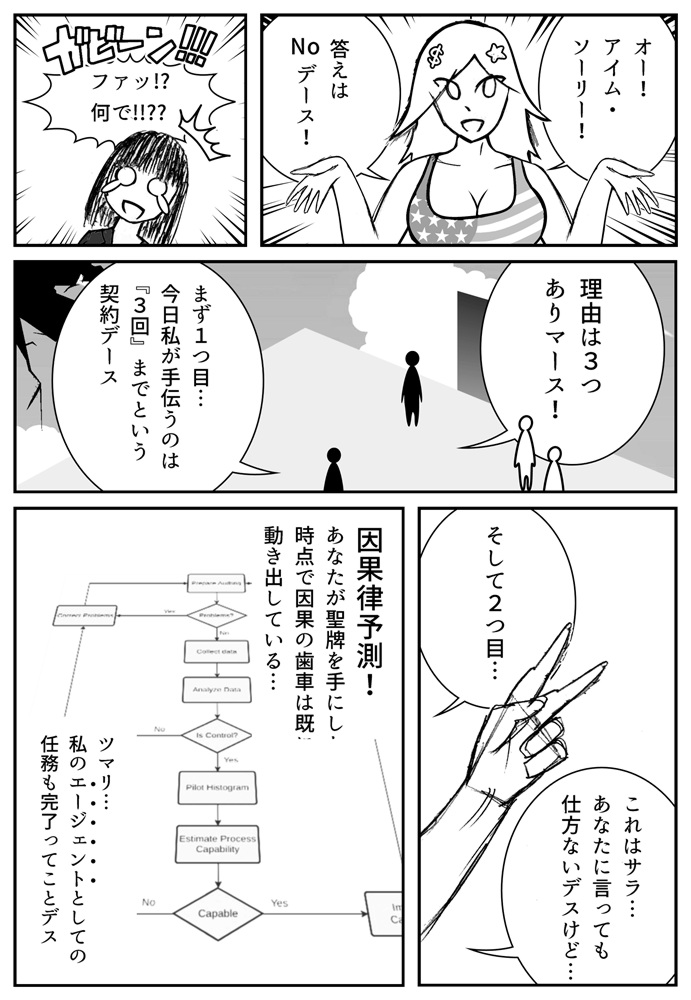 オー！
アイム・
ソーリー！
答えは
Noデース！
ガビーン!!!
ファッ!?
何で!!??
理由は３つ
ありマース！
まず１つ目…
今日私が手伝うのは
『３回』までという
契約デース
そして２つ目…
これはサラ…
あなたに言っても
仕方ないデスけど…
因果律予測！
あなたが聖牌を手にし
時点で因果の歯車は既
動き出している…
Prepare Auditing
Problems?
Yes
Correct Problems
No
Collect data
Analyze Data
Is Control?
No
Yes
Pilot Histogram
Estimate Process
Capability
Capable
No
Yes
ツマリ…
私のエージェントとしての
任務も完了ってことデス